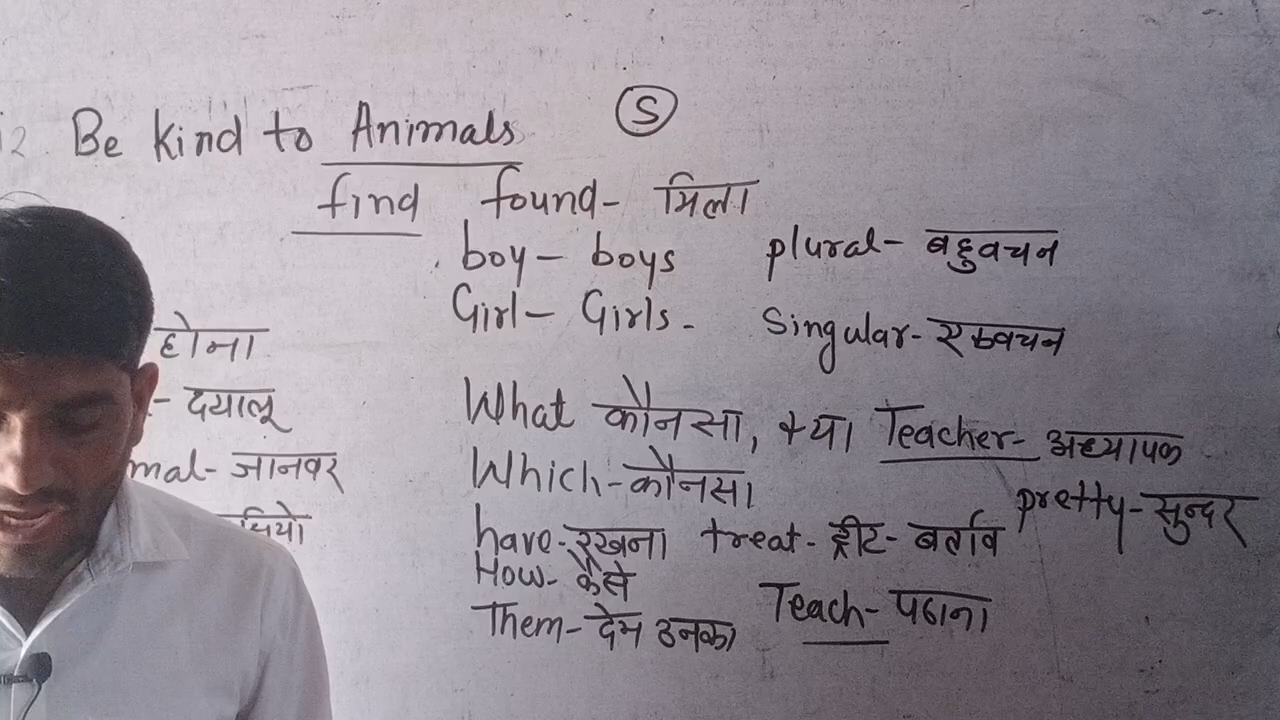 Be kind to Animals (S)
find found- मिला
boy- boys plural- बहुवचन
Girl- Girls- Singular- एकवचन
होना
- दयालू
mal- जानवर
What कौनसा, क्या Teacher- अध्यापक
Which- कौनसा
pretty- सुन्दर
have- रखना treat- ट्रीट- बर्ताव
How- कैसे
Them- देम उनका Teach- पढाना